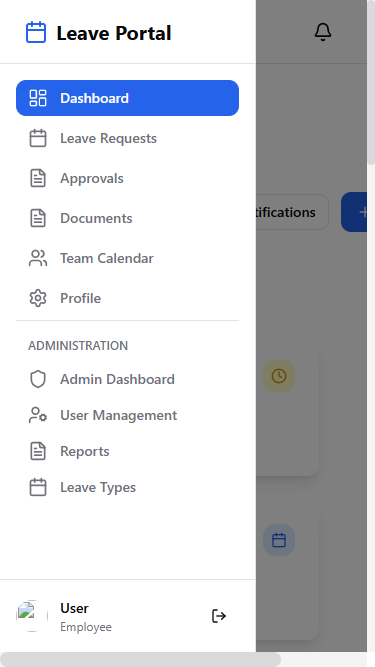 Leave Portal
Dashboard
Leave Requests
Approvals
Documents
tifications
Team Calendar
Profile
ADMINISTRATION
Admin Dashboard
User Management
Reports
Leave Types
User
Employee